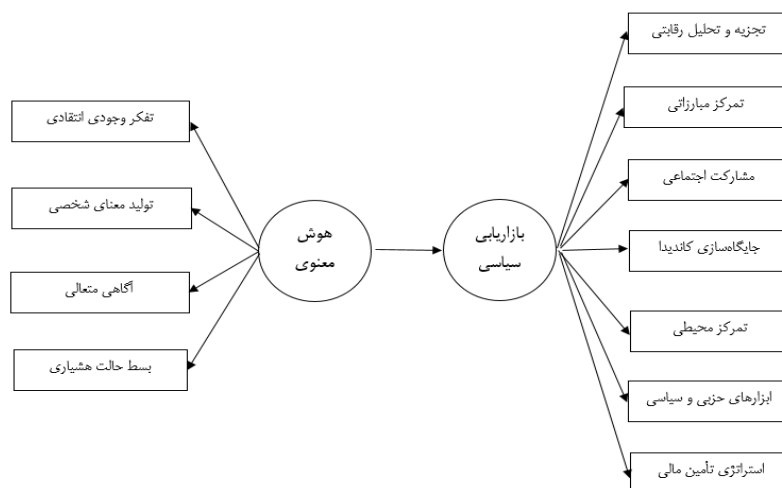 تجزیه و تحلیل رقابتی
تمرکز مبارزاتی
مشارکت اجتماعی
جایگاه‌سازی کاندیدا
تمرکز محیطی
ابزارهای حزبی و سیاسی
استراتژی تأمین مالی
بازاریابی
سیاسی
هوش
معنوی
تفکر وجودی انتقادی
تولید معنای شخصی
آگاهی متعالی
بسط حالت هشیاری